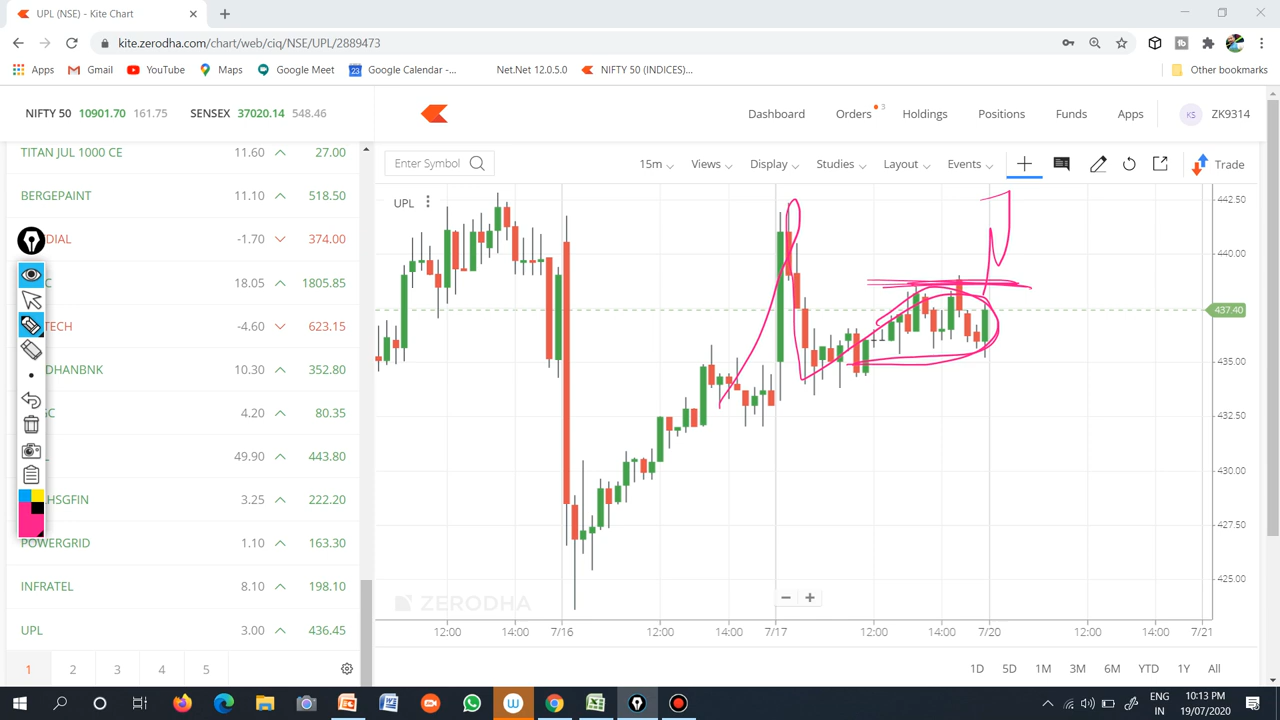 UPL (NSE) - Kite Chart
kite.zerodha.com/chart/web/ciq/NSE/UPL/2889473
Apps Gmail YouTube Maps Google Meet Google Calendar -... Net.Net 12.0.5.0 NIFTY 50 (INDICES)... Other bookmarks
NIFTY 50 10901.70 161.75 SENSEX 37020.14 548.46
Dashboard Orders 3 Holdings Positions Funds Apps KS ZK9314
TITAN JUL 1000 CE 11.60 27.00
BERGEPAINT 11.10 518.50
DIAL -1.70 374.00
C 18.05 1805.85
TECH -4.60 623.15
DHANBNK 10.30 352.80
C 4.20 80.35
L 49.90 443.80
HSGFIN 3.25 222.20
POWERGRID 1.10 163.30
INFRATEL 8.10 198.10
UPL 3.00 436.45
1 2 3 4 5
Enter Symbol 15m Views Display Studies Layout Events Trade
UPL
442.50
440.00
437.40
435.00
432.50
430.00
427.50
425.00
ZERODHA
12:00 14:00 7/16 12:00 14:00 7/17 12:00 14:00 7/20 12:00 14:00 7/21
1D 5D 1M 3M 6M YTD 1Y All
ENG
IN
10:13 PM
19/07/2020